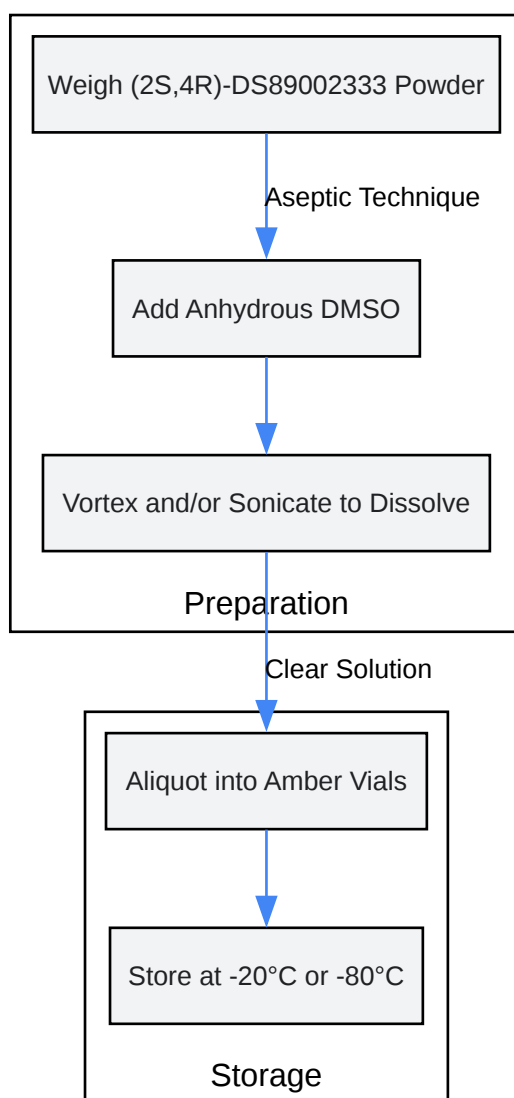 Weigh (2S,4R)-DS89002333 Powder
Aseptic Technique
Add Anhydrous DMSO
Vortex and/or Sonicate to Dissolve
Preparation
Clear Solution
Aliquot into Amber Vials
Store at -20°C or -80°C
Storage